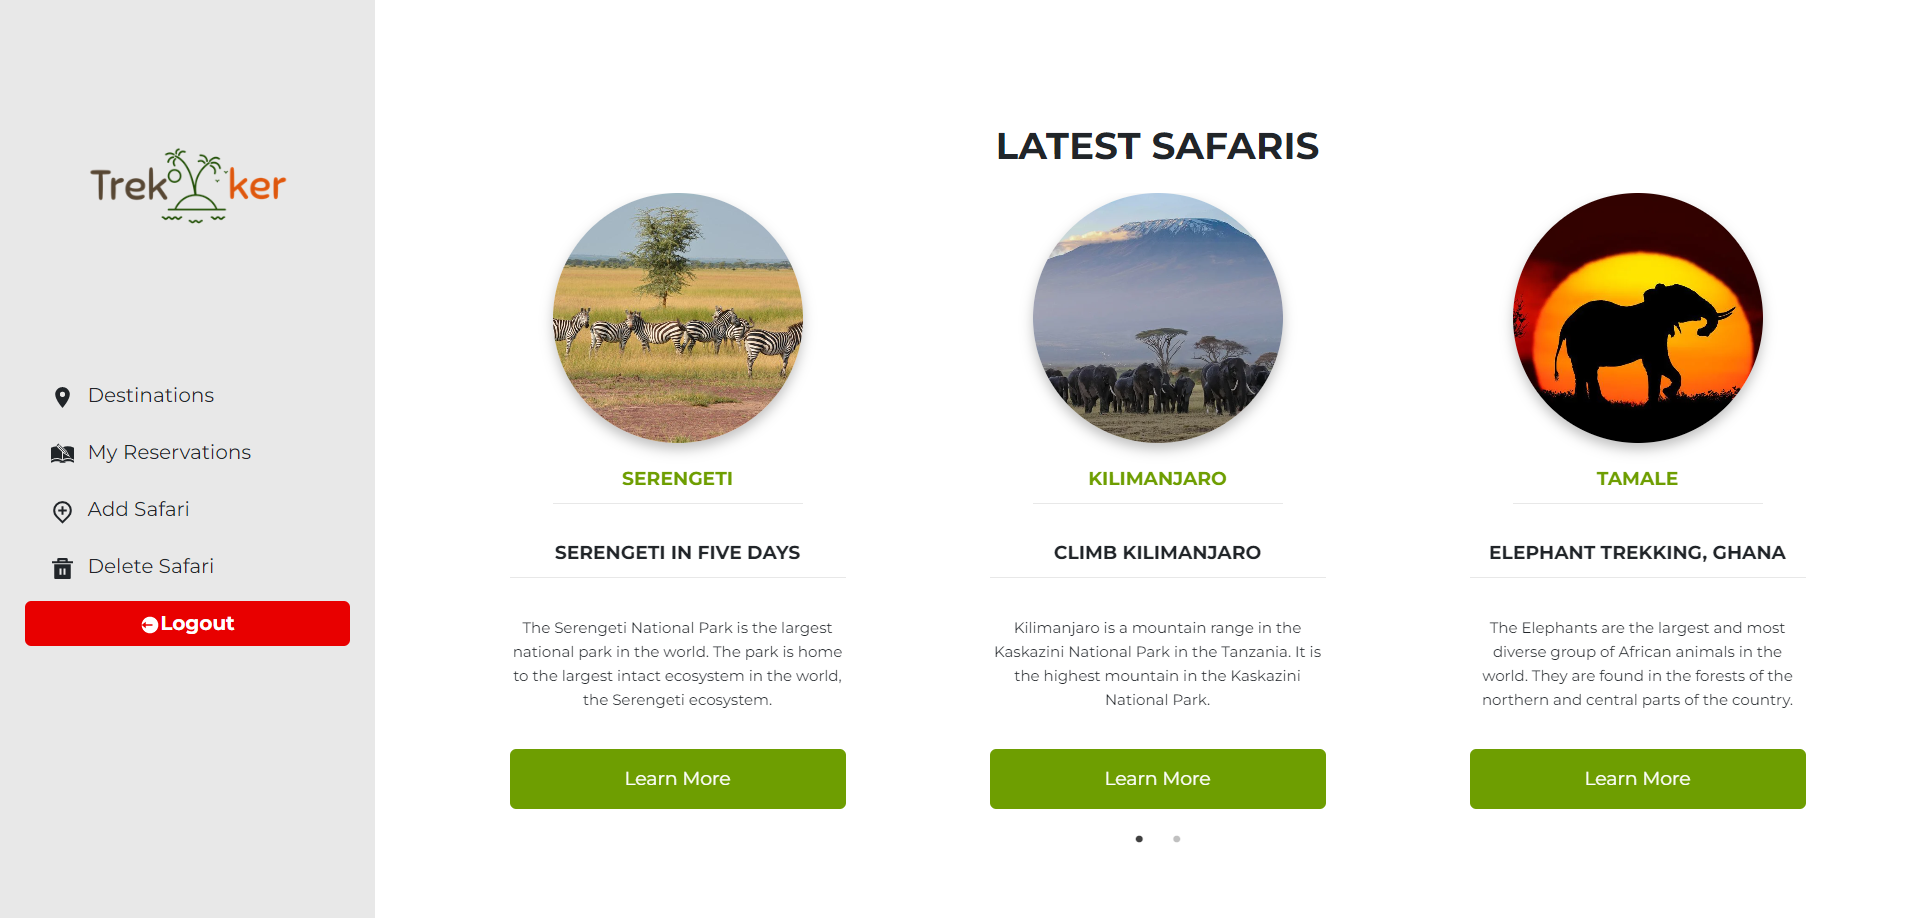 Trek ker
Destinations
My Reservations
Add Safari
Delete Safari
Logout
LATEST SAFARIS
SERENGETI
SERENGETI IN FIVE DAYS
The Serengeti National Park is the largest
national park in the world. The park is home
to the largest intact ecosystem in the world,
the Serengeti ecosystem.
Learn More
KILIMANJARO
CLIMB KILIMANJARO
Kilimanjaro is a mountain range in the
Kaskazini National Park in the Tanzania. It is
the highest mountain in the Kaskazini
National Park.
Learn More
TAMALE
ELEPHANT TREKKING, GHANA
The Elephants are the largest and most
diverse group of African animals in the
world. They are found in the forests of the
northern and central parts of the country.
Learn More